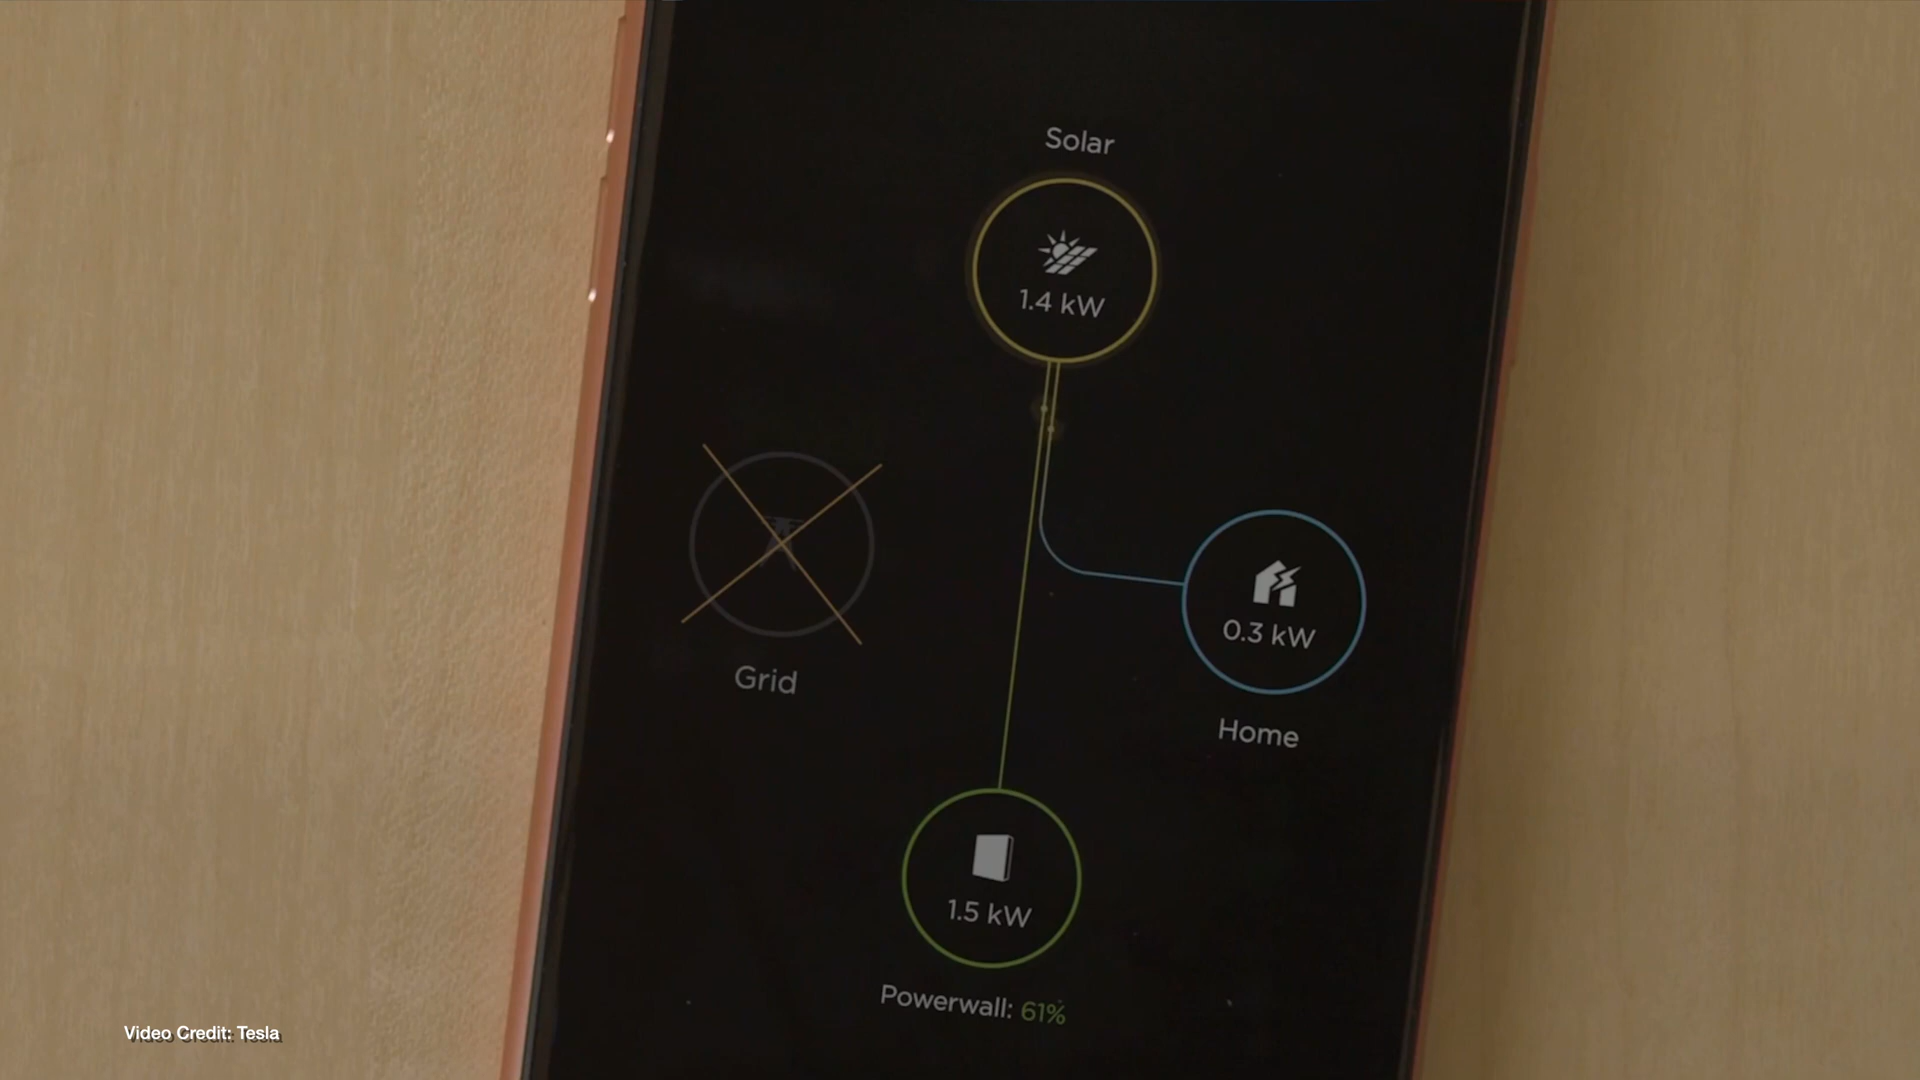 Solar
1.4 kW
Grid
0.3 kW
Home
1.5 kW
Powerwall: 61%
Video Credit: Tesla